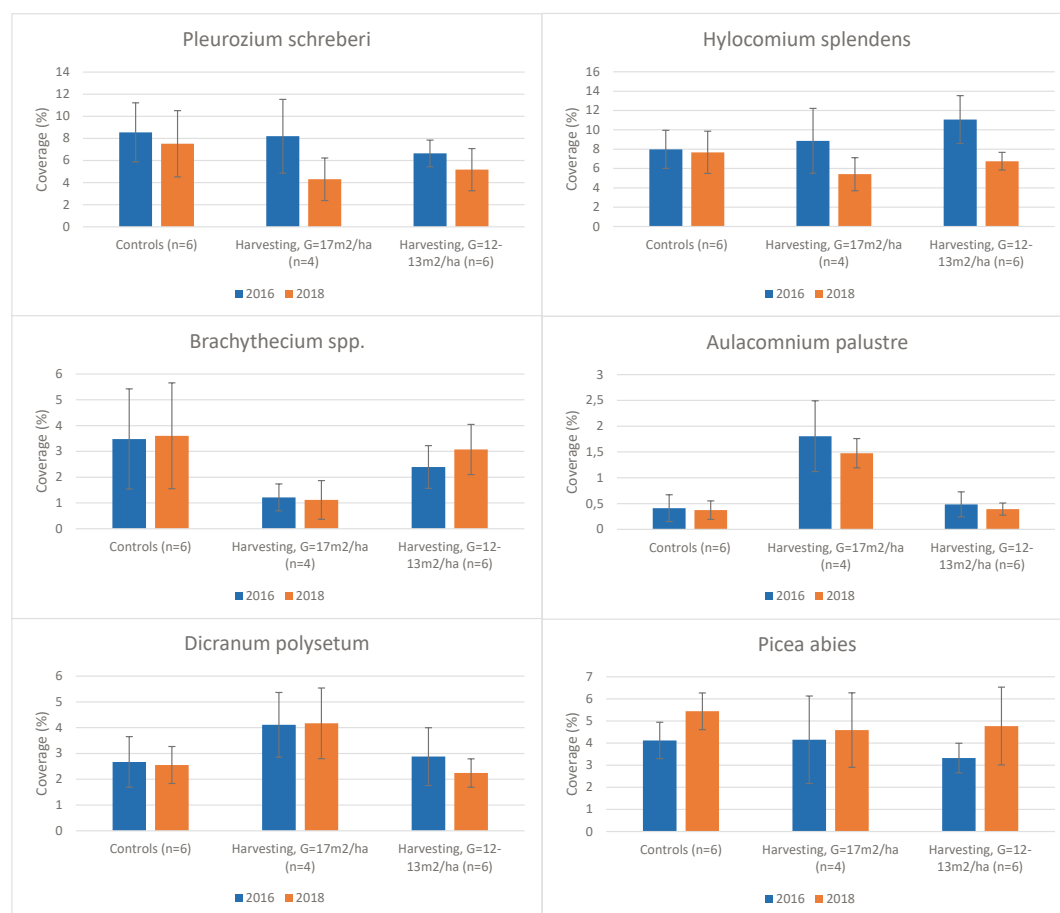 Pleurozium schreberi
Coverage (%)
14
12
10
8
6
4
2
0
Controls (n=6)
Harvesting, G=17m2/ha
(n=4)
Harvesting, G=12-
13m2/ha (n=6)
2016 2018
Hylocomium splendens
Coverage (%)
16
14
12
10
8
6
4
2
0
Controls (n=6)
Harvesting, G=17m2/ha
(n=4)
Harvesting, G=12-
13m2/ha (n=6)
2016 2018
Brachythecium spp.
Coverage (%)
6
5
4
3
2
1
0
Controls (n=6)
Harvesting, G=17m2/ha
(n=4)
Harvesting, G=12-
13m2/ha (n=6)
2016 2018
Aulacomnium palustre
Coverage (%)
3
2,5
2
1,5
1
0,5
0
Controls (n=6)
Harvesting, G=17m2/ha
(n=4)
Harvesting, G=12-
13m2/ha (n=6)
2016 2018
Dicranum polysetum
Coverage (%)
6
5
4
3
2
1
0
Controls (n=6)
Harvesting, G=17m2/ha
(n=4)
Harvesting, G=12-
13m2/ha (n=6)
2016 2018
Picea abies
Coverage (%)
7
6
5
4
3
2
1
0
Controls (n=6)
Harvesting, G=17m2/ha
(n=4)
Harvesting, G=12-
13m2/ha (n=6)
2016 2018